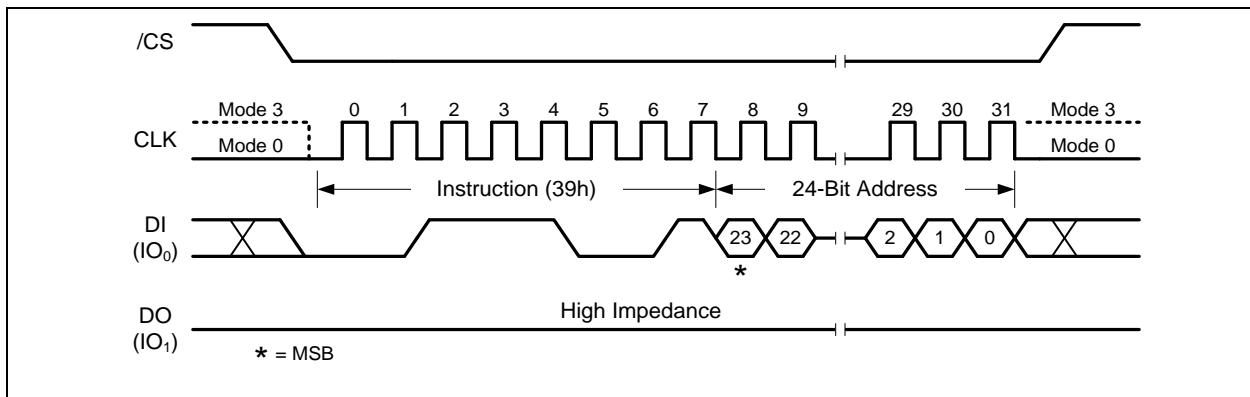 /CS
Mode 3 0 1 2 3 4 5 6 7 8 9 29 30 31 Mode 3
CLK Mode 0 Mode 0
Instruction (39h) 24-Bit Address
DI
(IO₀) 23 22 2 1 0
*
DO High Impedance
(IO₁)
* = MSB